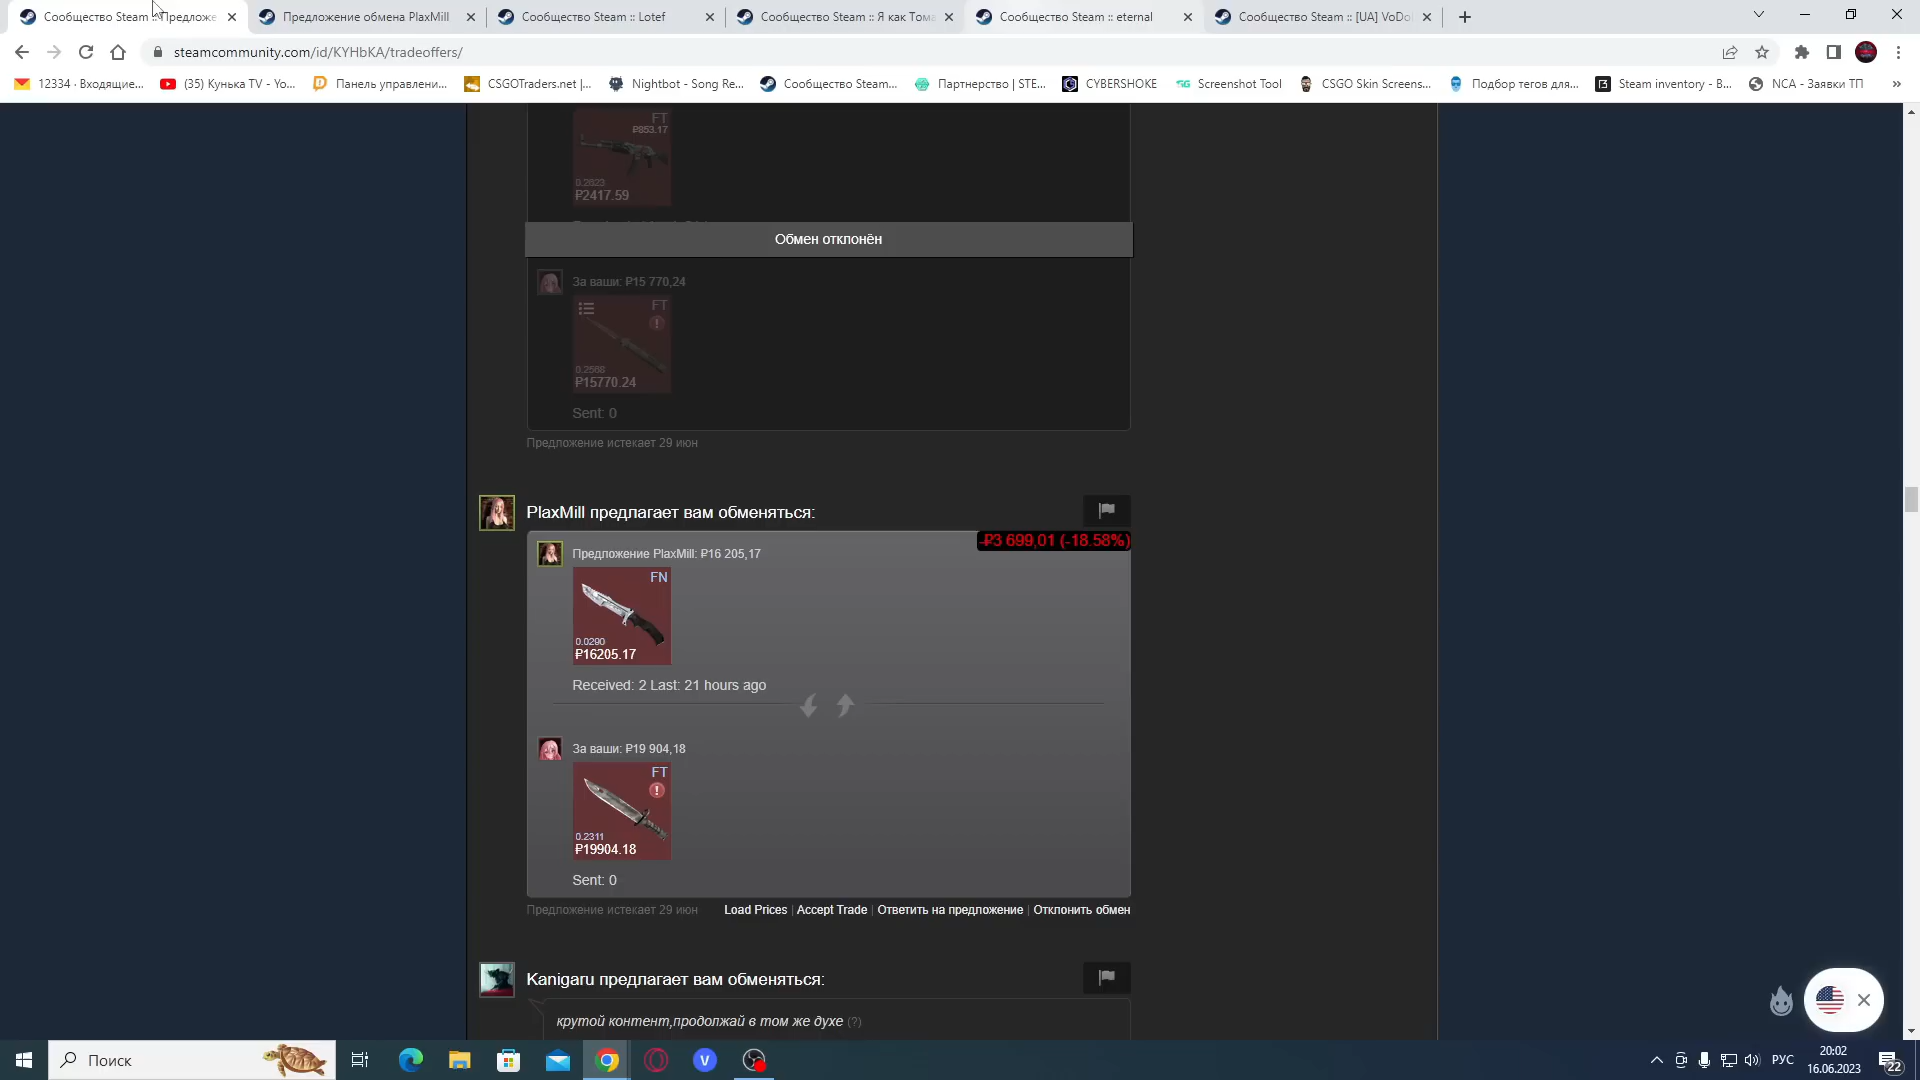 Сообщество Steam :: Предложе
Предложение обмена PlaxMill
Сообщество Steam :: Lotef
Сообщество Steam :: Я как Тома
Сообщество Steam :: eternal
Сообщество Steam :: [UA] VoDo
steamcommunity.com/id/KYHbKA/tradeoffers/
12334 · Входящие...
(35) Кунька TV - Yo...
Панель управлени...
CSGOTraders.net |...
Nightbot - Song Re...
Сообщество Steam...
Партнерство | STE...
CYBERSHOKE
Screenshot Tool
CSGO Skin Screens...
Подбор тегов для...
Steam inventory - B...
NCA - Заявки ТП
»
FT
₽853.17
0.2623
₽2417.59
Обмен отклонён
За ваши: ₽15 770,24
FT
0.2568
₽15770.24
Sent: 0
Предложение истекает 29 июн
PlaxMill предлагает вам обменяться:
-₽3 699,01 (-18.58%)
Предложение PlaxMill: ₽16 205,17
FN
0.0290
₽16205.17
Received: 2 Last: 21 hours ago
За ваши: ₽19 904,18
FT
!
0.2311
₽19904.18
Sent: 0
Предложение истекает 29 июн
Load Prices | Accept Trade | Ответить на предложение | Отклонить обмен
Kanigaru предлагает вам обменяться:
крутой контент,продолжай в том же духе (?)
Поиск
РУС
20:02
16.06.2023
22